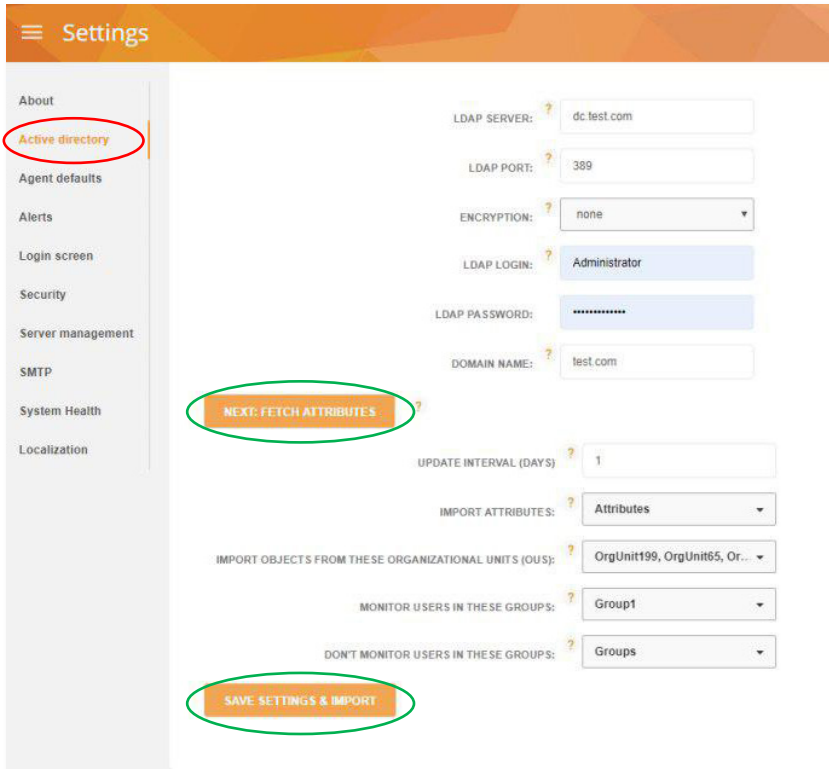 Settings
About
Active directory
Agent defaults
Alerts
Login screen
Security
Server management
SMTP
System Health
Localization
LDAP SERVER: ? dc.test.com
LDAP PORT: ? 389
ENCRYPTION: ? none
LDAP LOGIN: ? Administrator
LDAP PASSWORD: •••••••••••••
DOMAIN NAME: ? test.com
NEXT: FETCH ATTRIBUTES ?
UPDATE INTERVAL (DAYS) ? 1
IMPORT ATTRIBUTES: ? Attributes
IMPORT OBJECTS FROM THESE ORGANIZATIONAL UNITS (OUS): ? OrgUnit199, OrgUnit65, Or...
MONITOR USERS IN THESE GROUPS: ? Group1
DON'T MONITOR USERS IN THESE GROUPS: ? Groups
SAVE SETTINGS & IMPORT